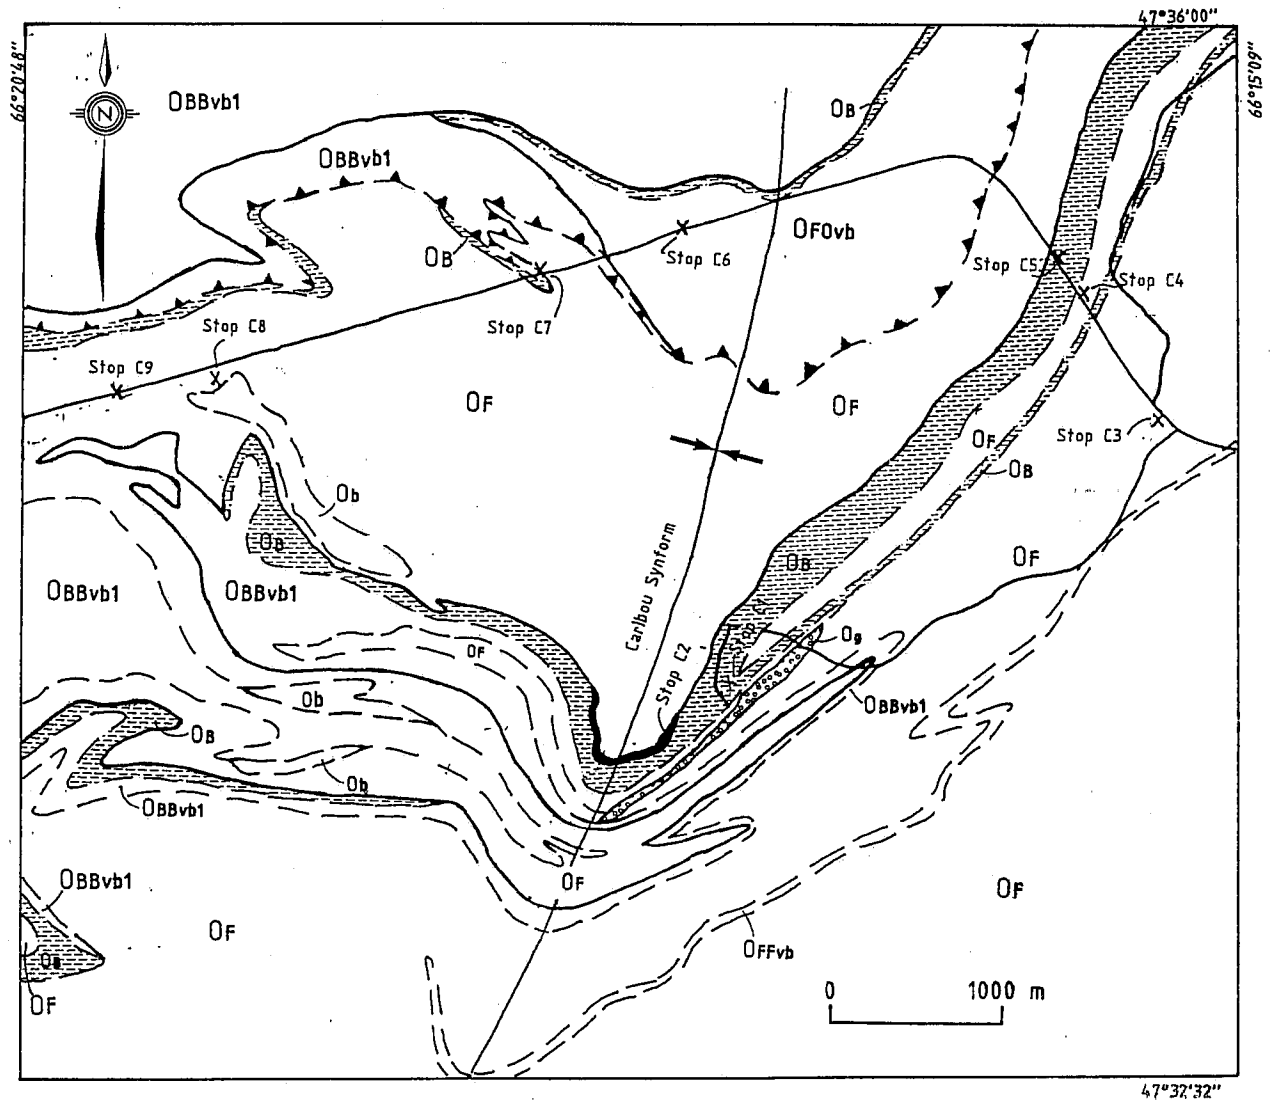 47°36'00"
66°20'48"
66°15'09"
N
OBBvb1
OB
OBBvb1
OFOvb
OB
Stop C6
Stop C5
Stop C4
Stop C7
Stop C8
Stop C9
OF
OF
OF
Stop C3
OB
Ob
OB
OF
OB
OBBvb1
OBBvb1
Caribou Synform
Stop C1
Og
OF
Stop C2
Ob
OBBvb1
OB
Ob
OBBvb1
OF
OBBvb1
OF
OF
OFFvb
OB
OF
0 1000 m
47°32'32"